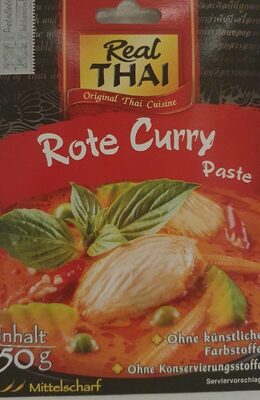 Real
THAI
Original Thai Cuisine
Rote Curry
Paste
Inhalt
50g
Ohne künstliche
Farbstoffe
Ohne Konservierungsstoffe
Serviervorschlag
Mittelscharf